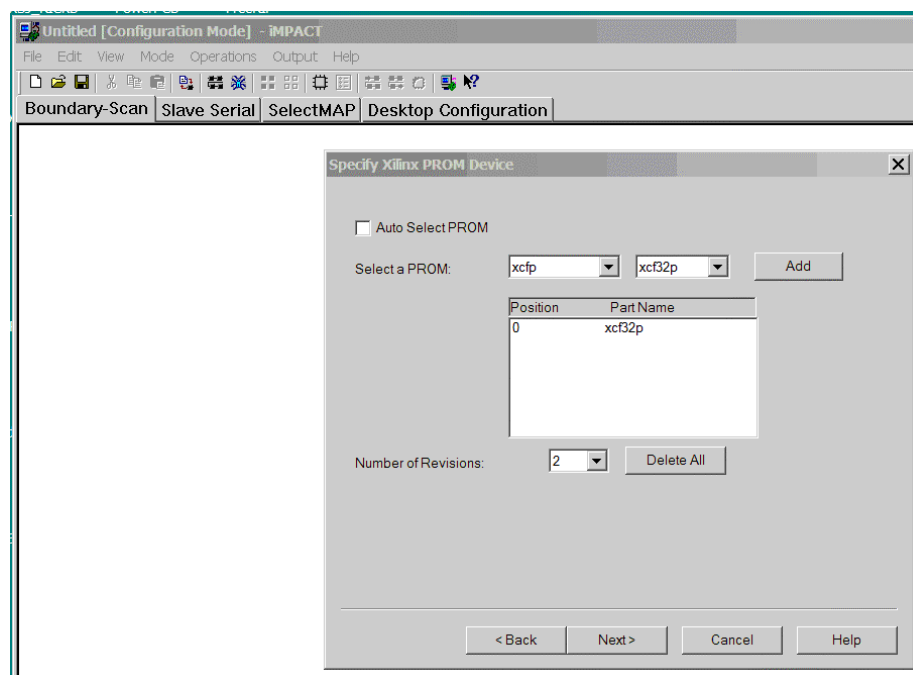 Untitled [Configuration Mode] - iMPACT
File Edit View Mode Operations Output Help
Boundary-Scan Slave Serial SelectMAP Desktop Configuration
Specify Xilinx PROM Device
Auto Select PROM
Select a PROM: xcfp xcf32p Add
Position Part Name
0 xcf32p
Number of Revisions: 2 Delete All
< Back Next > Cancel Help